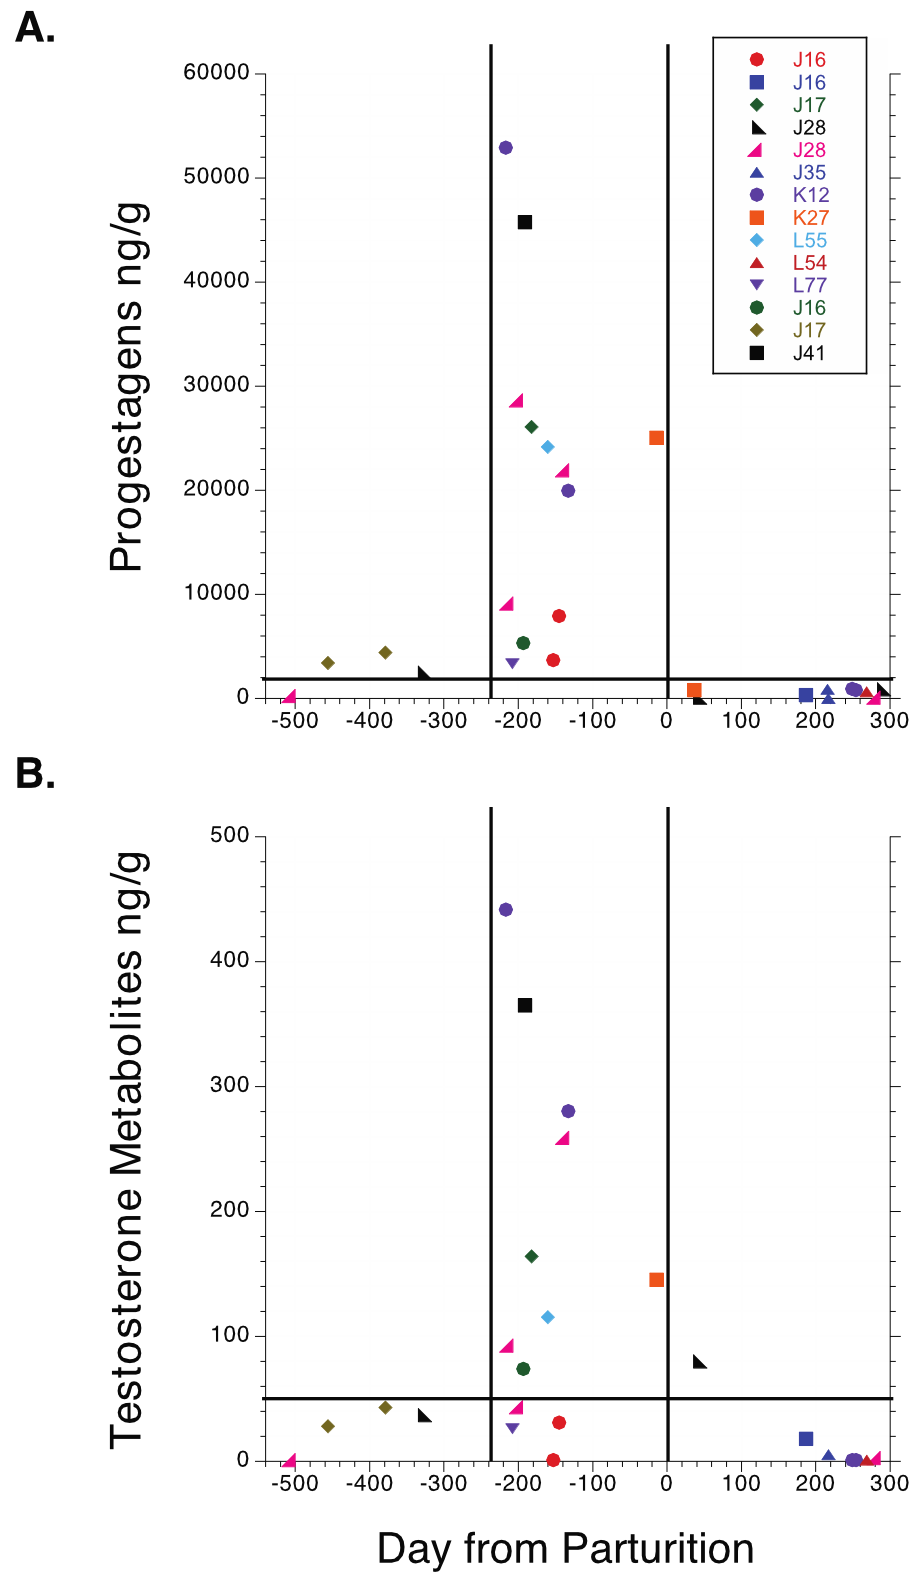 A.
Progestagens ng/g
60000
50000
40000
30000
20000
10000
0
-500 -400 -300 -200 -100 0 100 200 300
J16
J16
J17
J28
J28
J35
K12
K27
L55
L54
L77
J16
J17
J41
B.
Testosterone Metabolites ng/g
500
400
300
200
100
0
-500 -400 -300 -200 -100 0 100 200 300
Day from Parturition